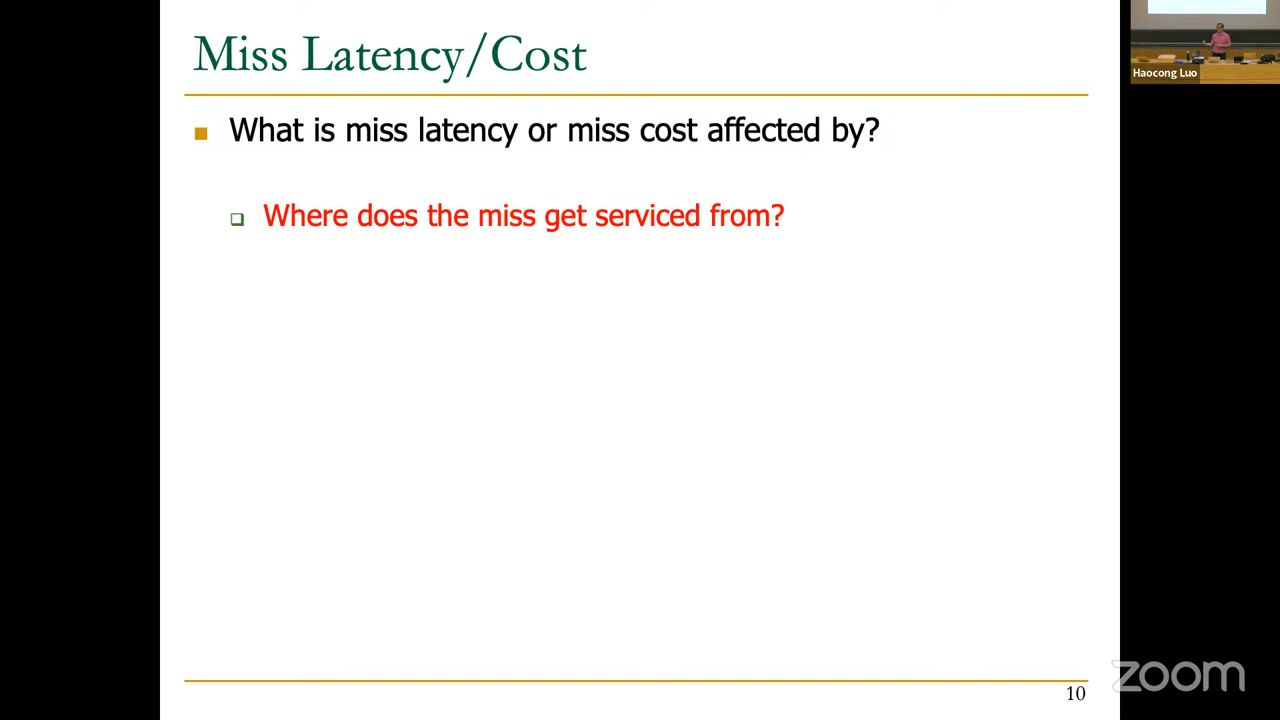 Miss Latency/Cost
What is miss latency or miss cost affected by?
Where does the miss get serviced from?
10
Haocong Luo
zoom